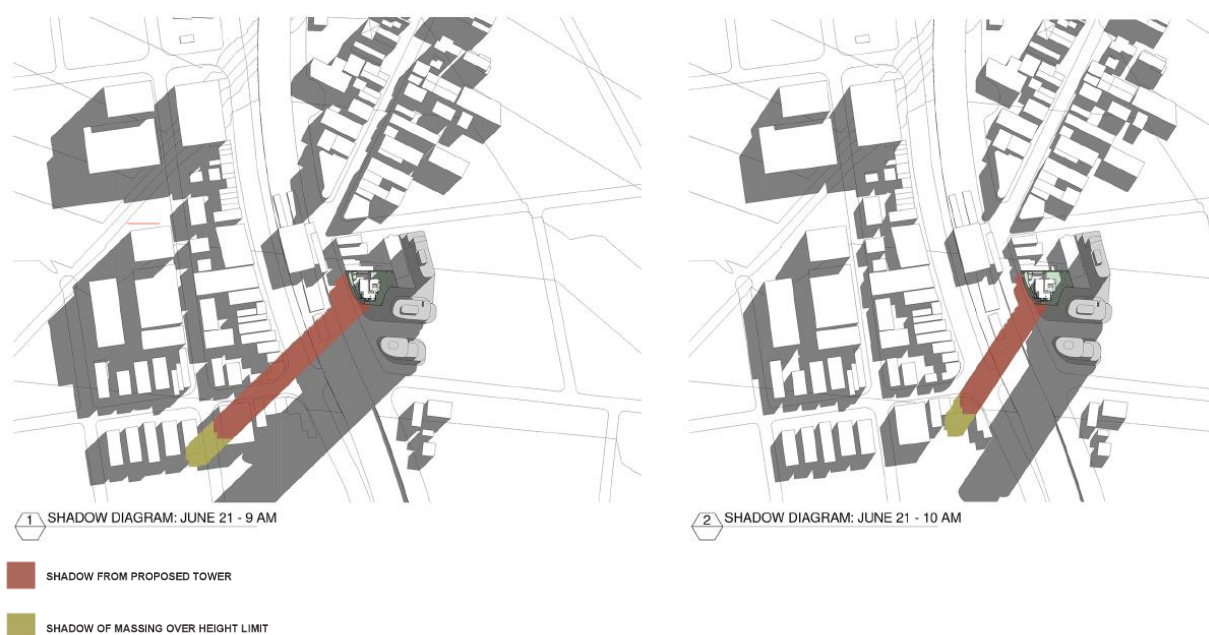 1 SHADOW DIAGRAM: JUNE 21 - 9 AM
2 SHADOW DIAGRAM: JUNE 21 - 10 AM
SHADOW FROM PROPOSED TOWER
SHADOW OF MASSING OVER HEIGHT LIMIT